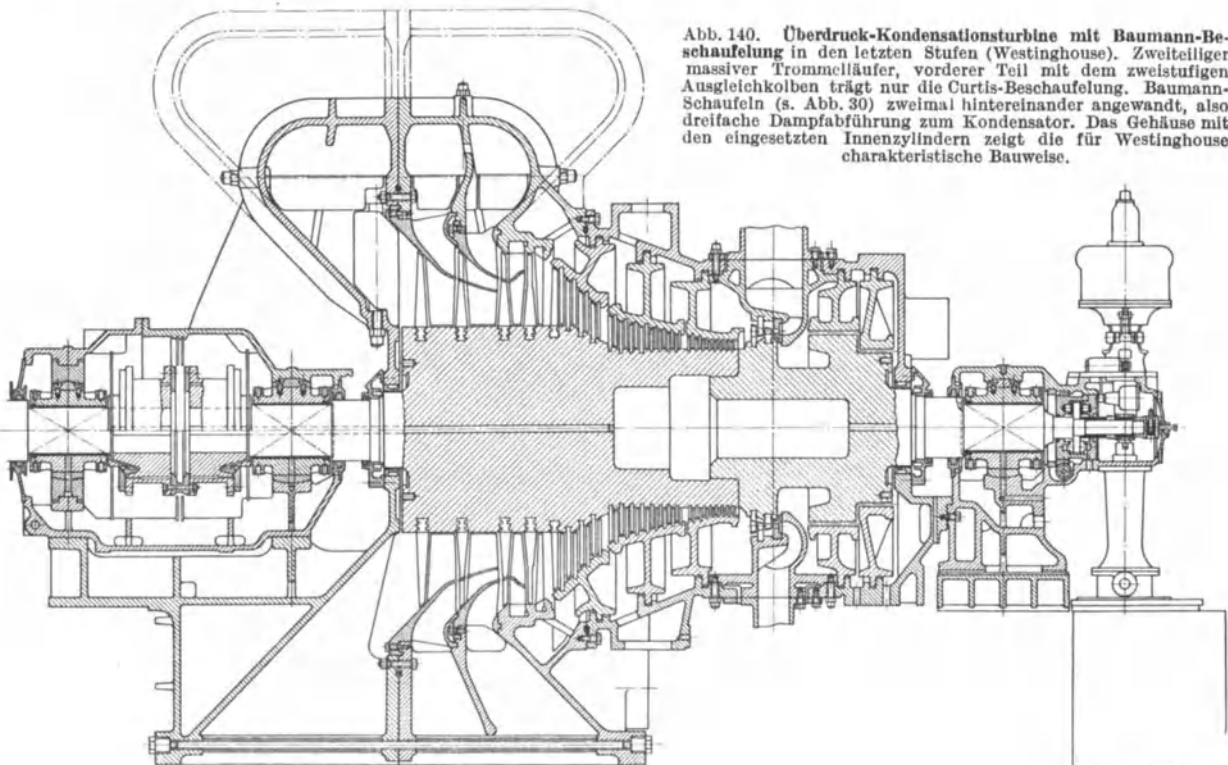 Abb. 140. Überdruck-Kondensationsturbine mit Baumann-Be-
schaufelung in den letzten Stufen (Westinghouse). Zweiteiliger
massiver Trommelläufer, vorderer Teil mit dem zweistufigen
Ausgleichkolben trägt nur die Curtis-Beschaufelung. Baumann-
Schaufeln (s. Abb. 30) zweimal hintereinander angewandt, also
dreifache Dampfabführung zum Kondensator. Das Gehäuse mit
den eingesetzten Innenzylindern zeigt die für Westinghouse
charakteristische Bauweise.